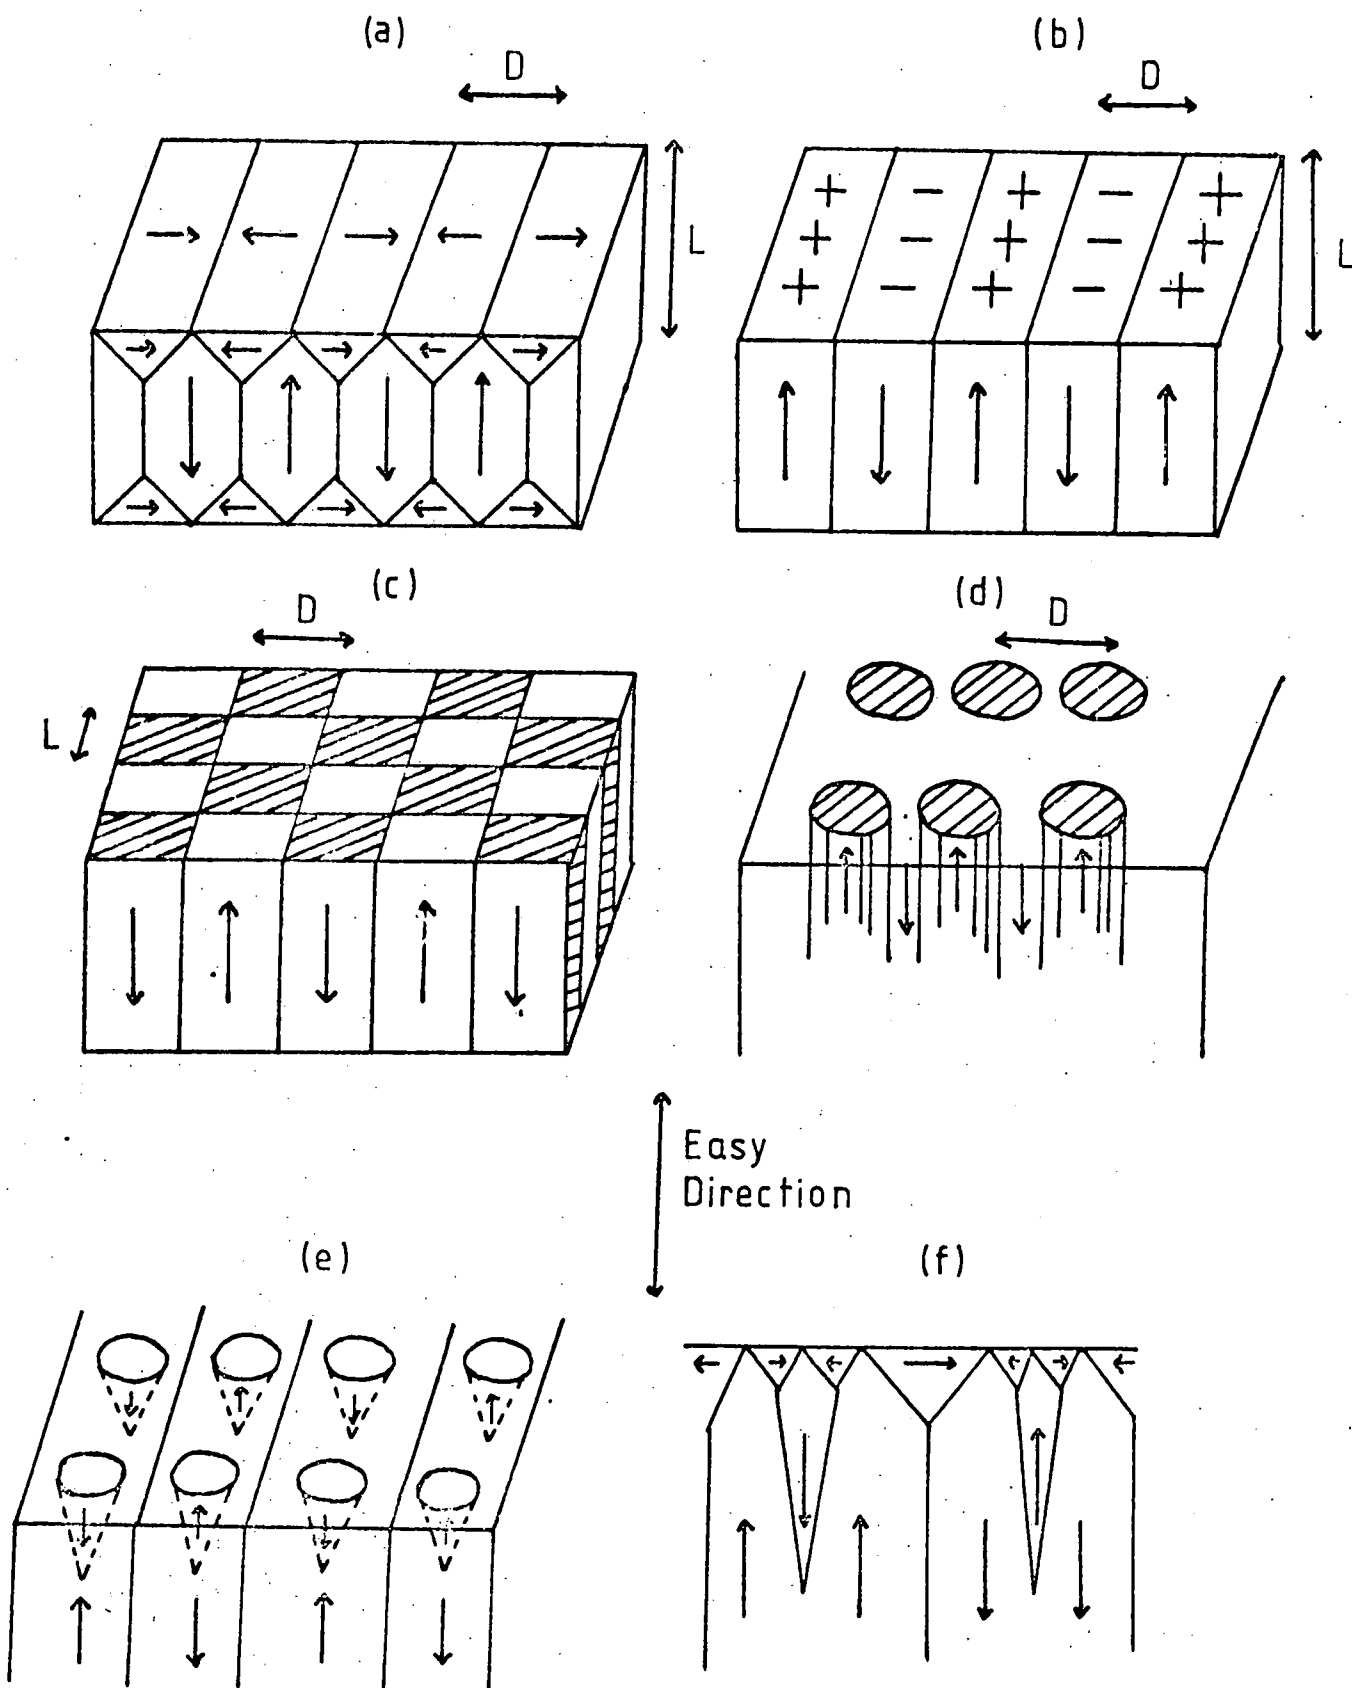 (a)
D
L
(b)
D
L
+ − + − +
+ − + − +
+ − + − +
(c)
D
L
(d)
D
Easy
Direction
(e)
(f)